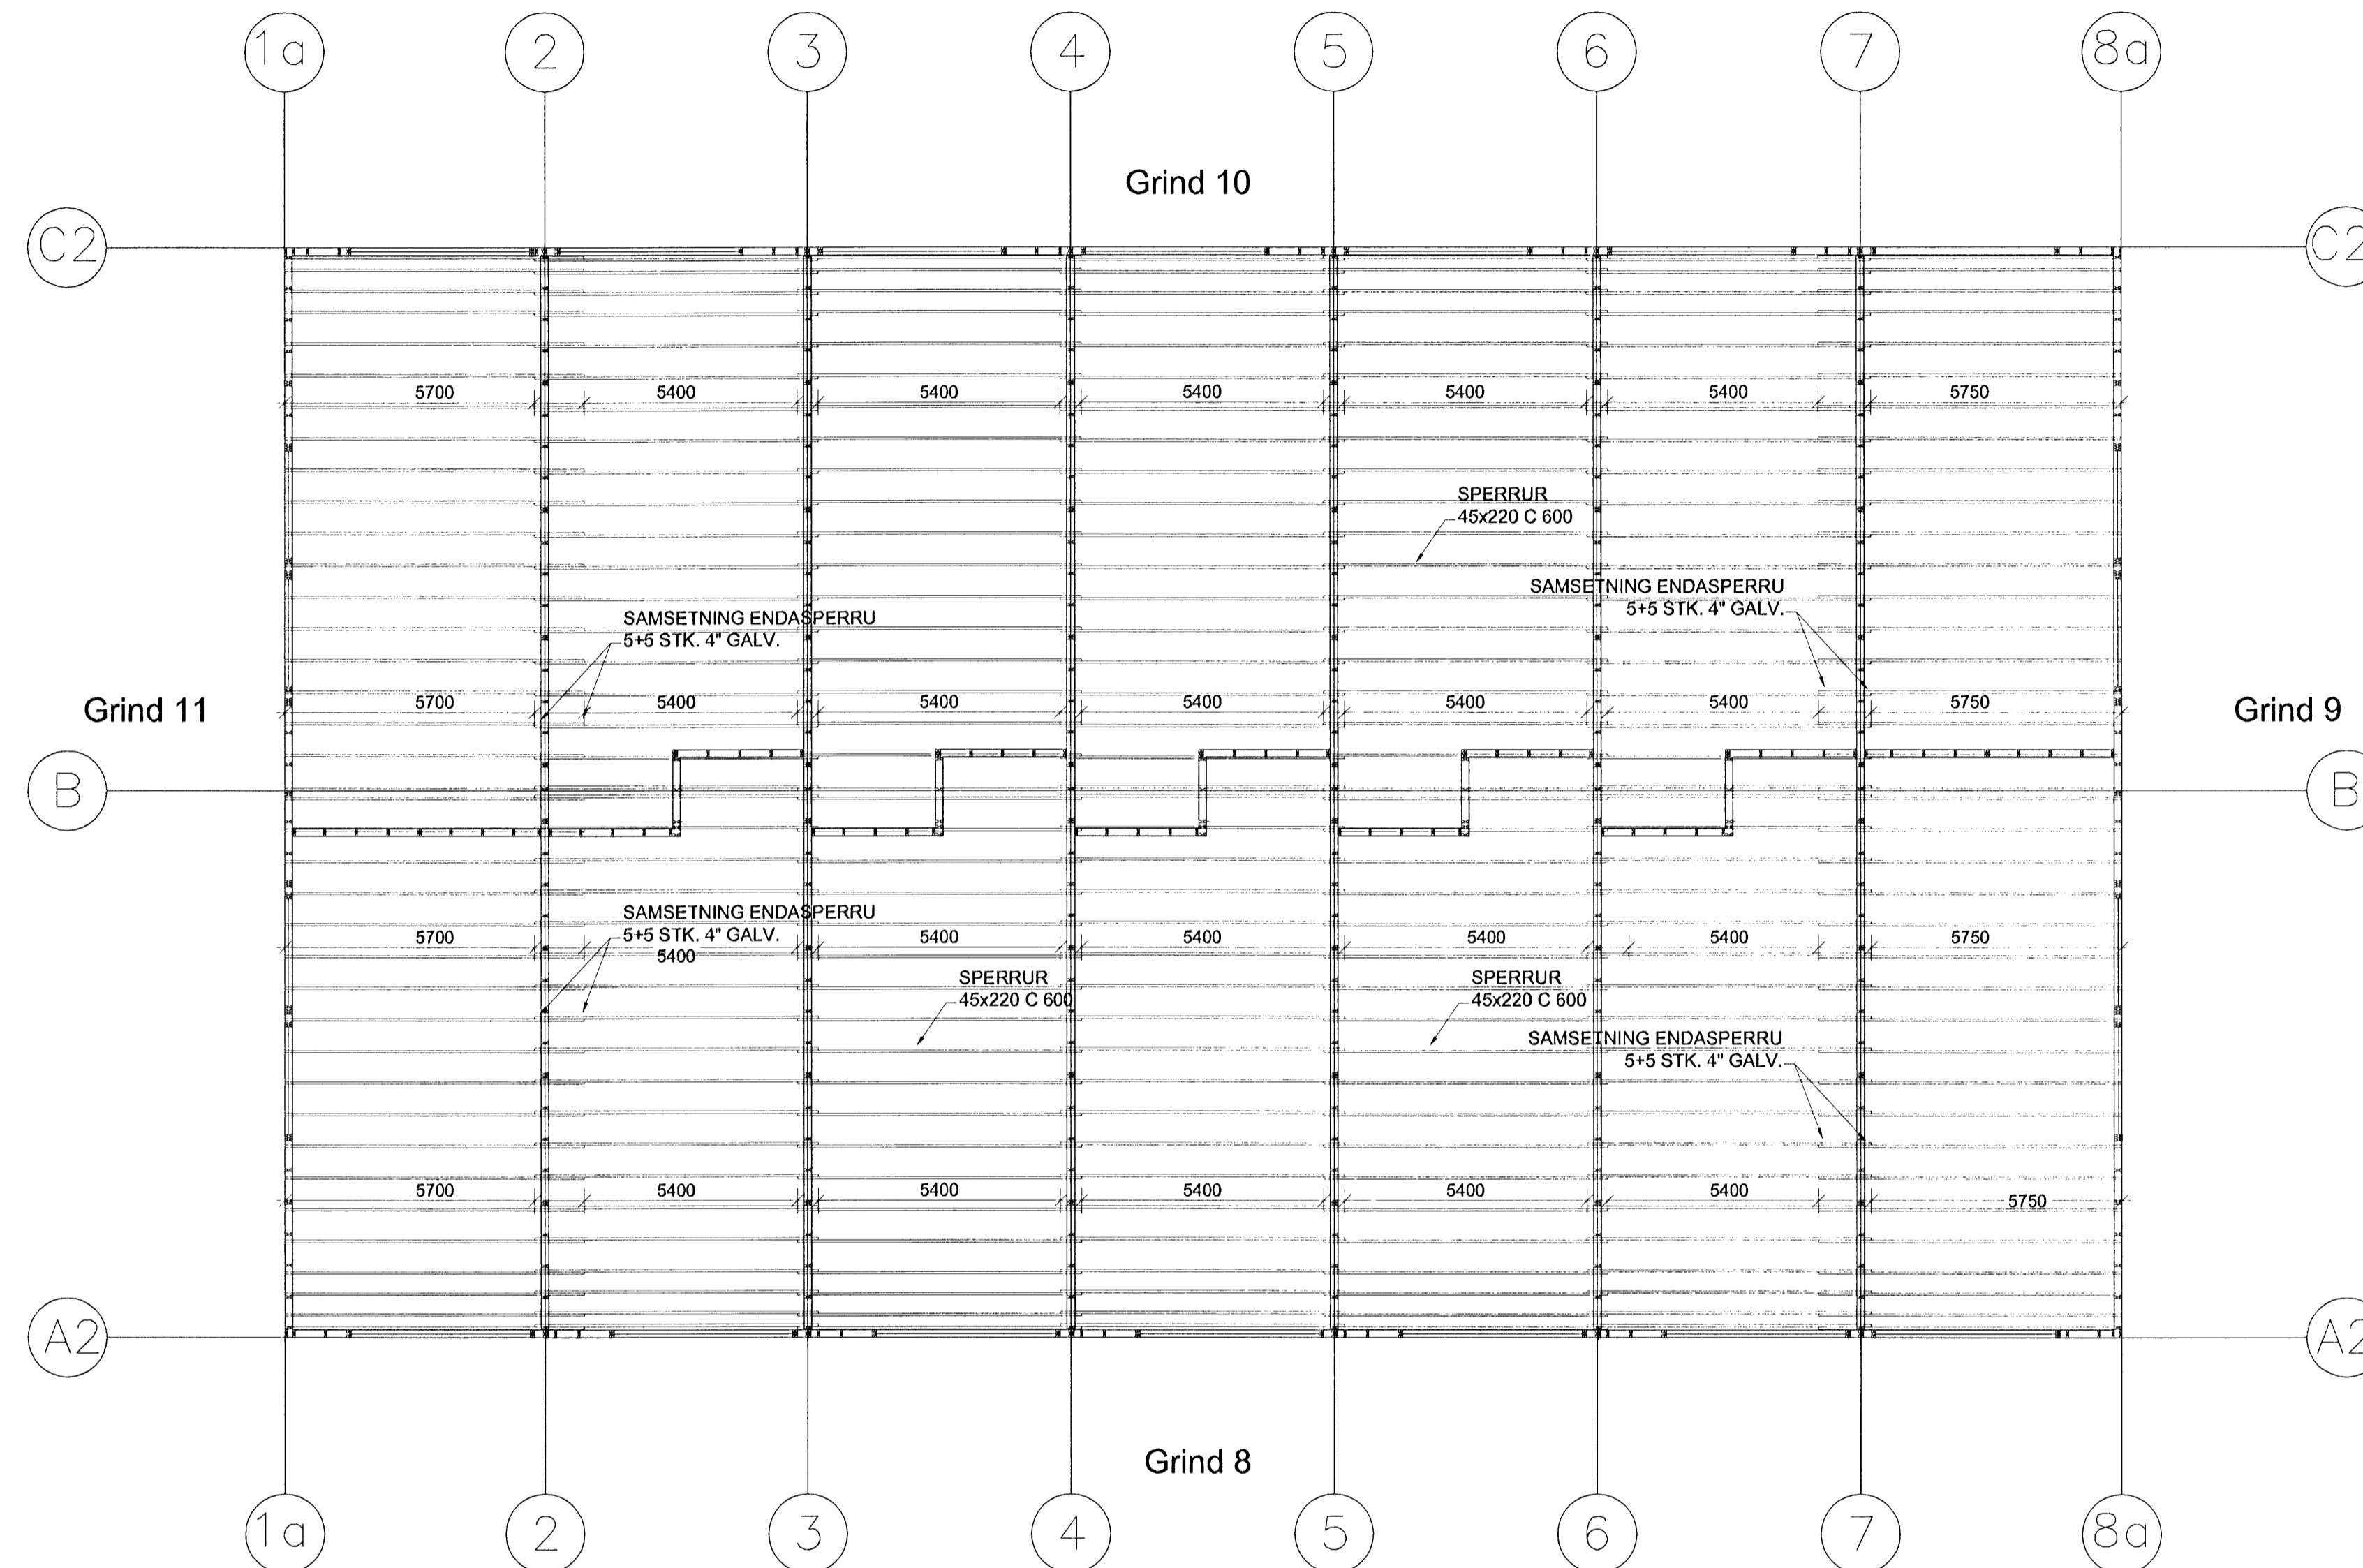 1a 2 3 4 5 6 7 8a
Grind 10
C2 C2
5700 5400 5400 5400 5400 5400 5750
SPERRUR
45x220 C 600
SAMSETNING ENDASPERRU
5+5 STK. 4" GALV.
SAMSETNING ENDASPERRU
5+5 STK. 4" GALV.
5700 5400 5400 5400 5400 5400 5750
Grind 11
Grind 9
B B
SAMSETNING ENDASPERRU
5+5 STK. 4" GALV.
5700 5400 5400 5400 5400 5750
5400
SPERRUR
45x220 C 600
SPERRUR
45x220 C 600
SAMSETNING ENDASPERRU
5+5 STK. 4" GALV.
5700 5400 5400 5400 5400 5400
5750
A2 A2
Grind 8
1a 2 3 4 5 6 7 8a